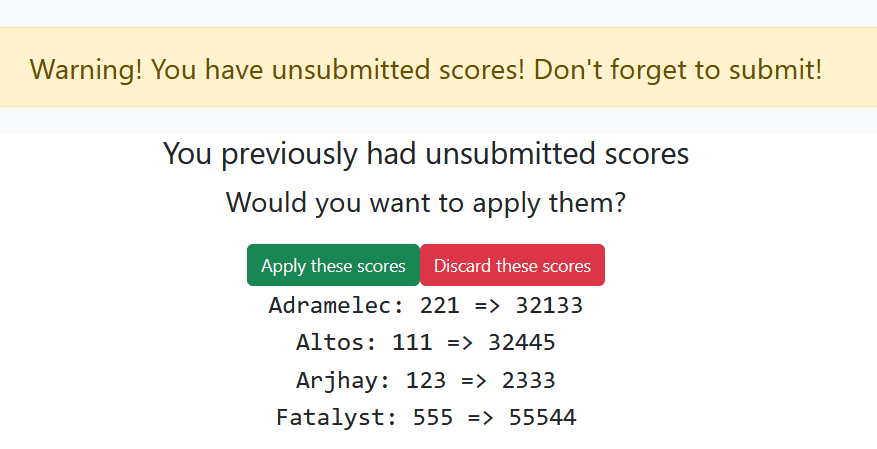 Warning! You have unsubmitted scores! Don't forget to submit!
You previously had unsubmitted scores
Would you want to apply them?
Apply these scores Discard these scores
Adramelec: 221 => 32133
Altos: 111 => 32445
Arjhay: 123 => 2333
Fatalyst: 555 => 55544